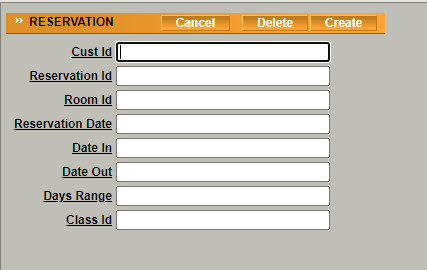 » RESERVATION Cancel Delete Create
Cust Id
Reservation Id
Room Id
Reservation Date
Date In
Date Out
Days Range
Class Id